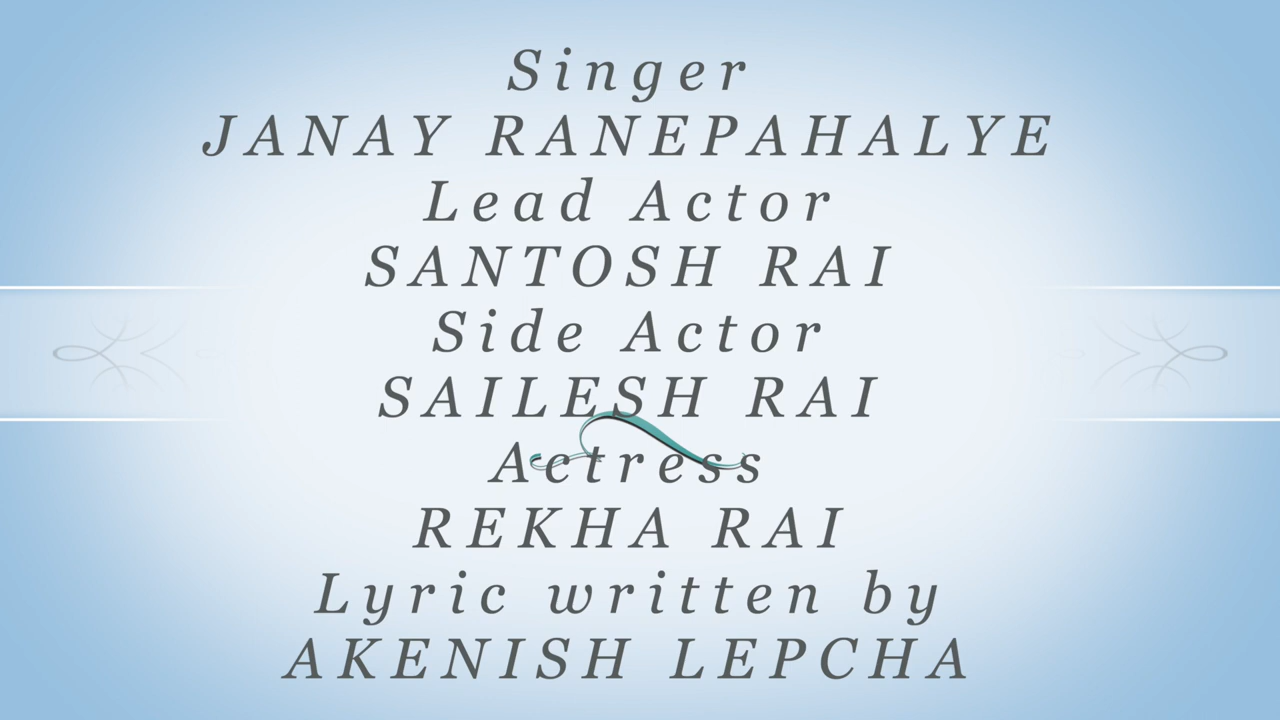 Singer
JANAY RANEPAHALYE
Lead Actor
SANTOSH RAI
Side Actor
SAILESH RAI
Actress
REKHA RAI
Lyric written by
AKENISH LEPCHA